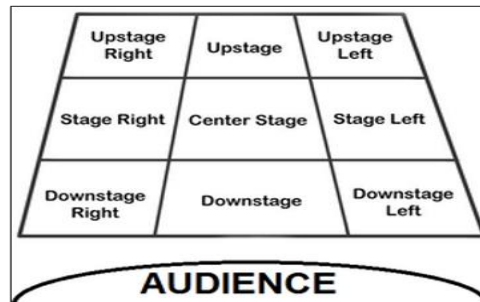 Upstage
Right
Upstage
Upstage
Left
Stage Right
Center Stage
Stage Left
Downstage
Right
Downstage
Downstage
Left
AUDIENCE